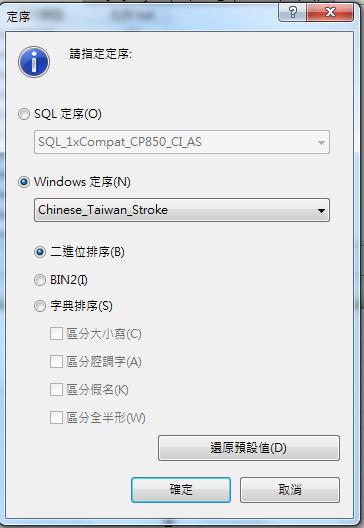 定序
請指定定序:
SQL 定序(O)
SQL_1xCompat_CP850_CI_AS
Windows 定序(N)
Chinese_Taiwan_Stroke
二進位排序(B)
BIN2(I)
字典排序(S)
區分大小寫(C)
區分腔調字(A)
區分假名(K)
區分全半形(W)
還原預設值(D)
確定
取消